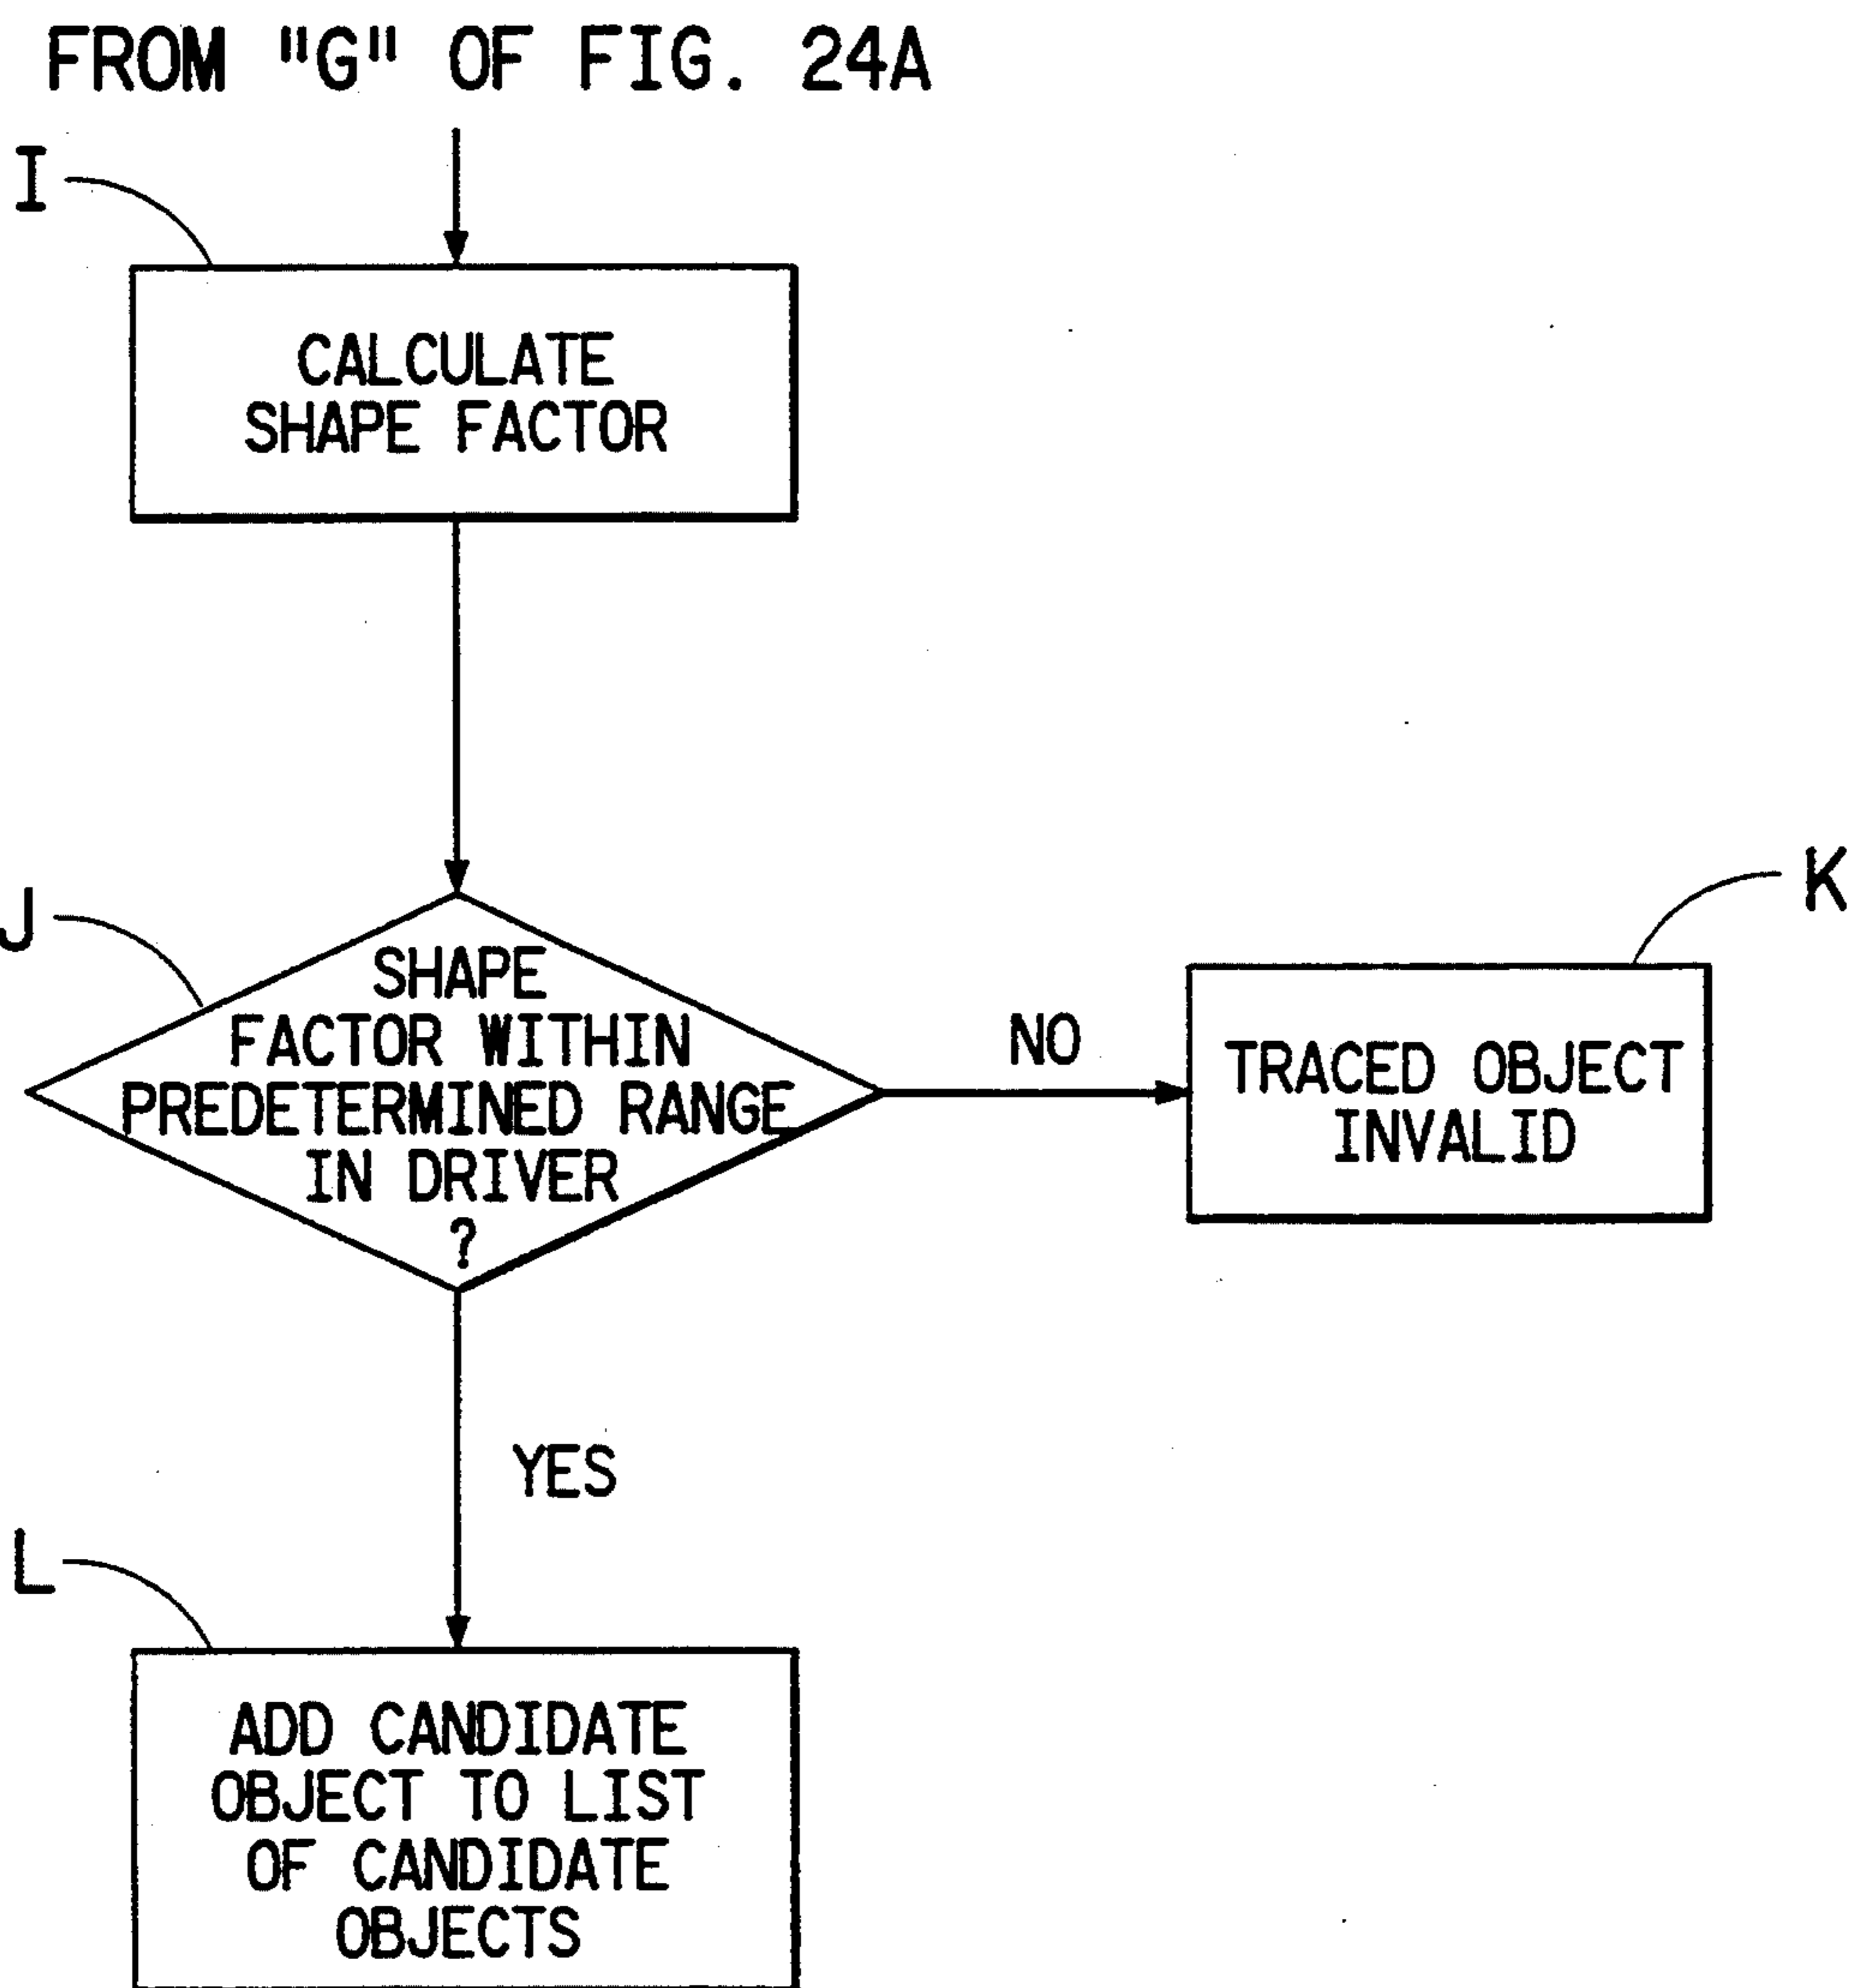 FROM "G" OF FIG. 24A
I
CALCULATE
SHAPE FACTOR
J
SHAPE
FACTOR WITHIN
PREDETERMINED RANGE
IN DRIVER
?
NO
K
TRACED OBJECT
INVALID
YES
L
ADD CANDIDATE
OBJECT TO LIST
OF CANDIDATE
OBJECTS